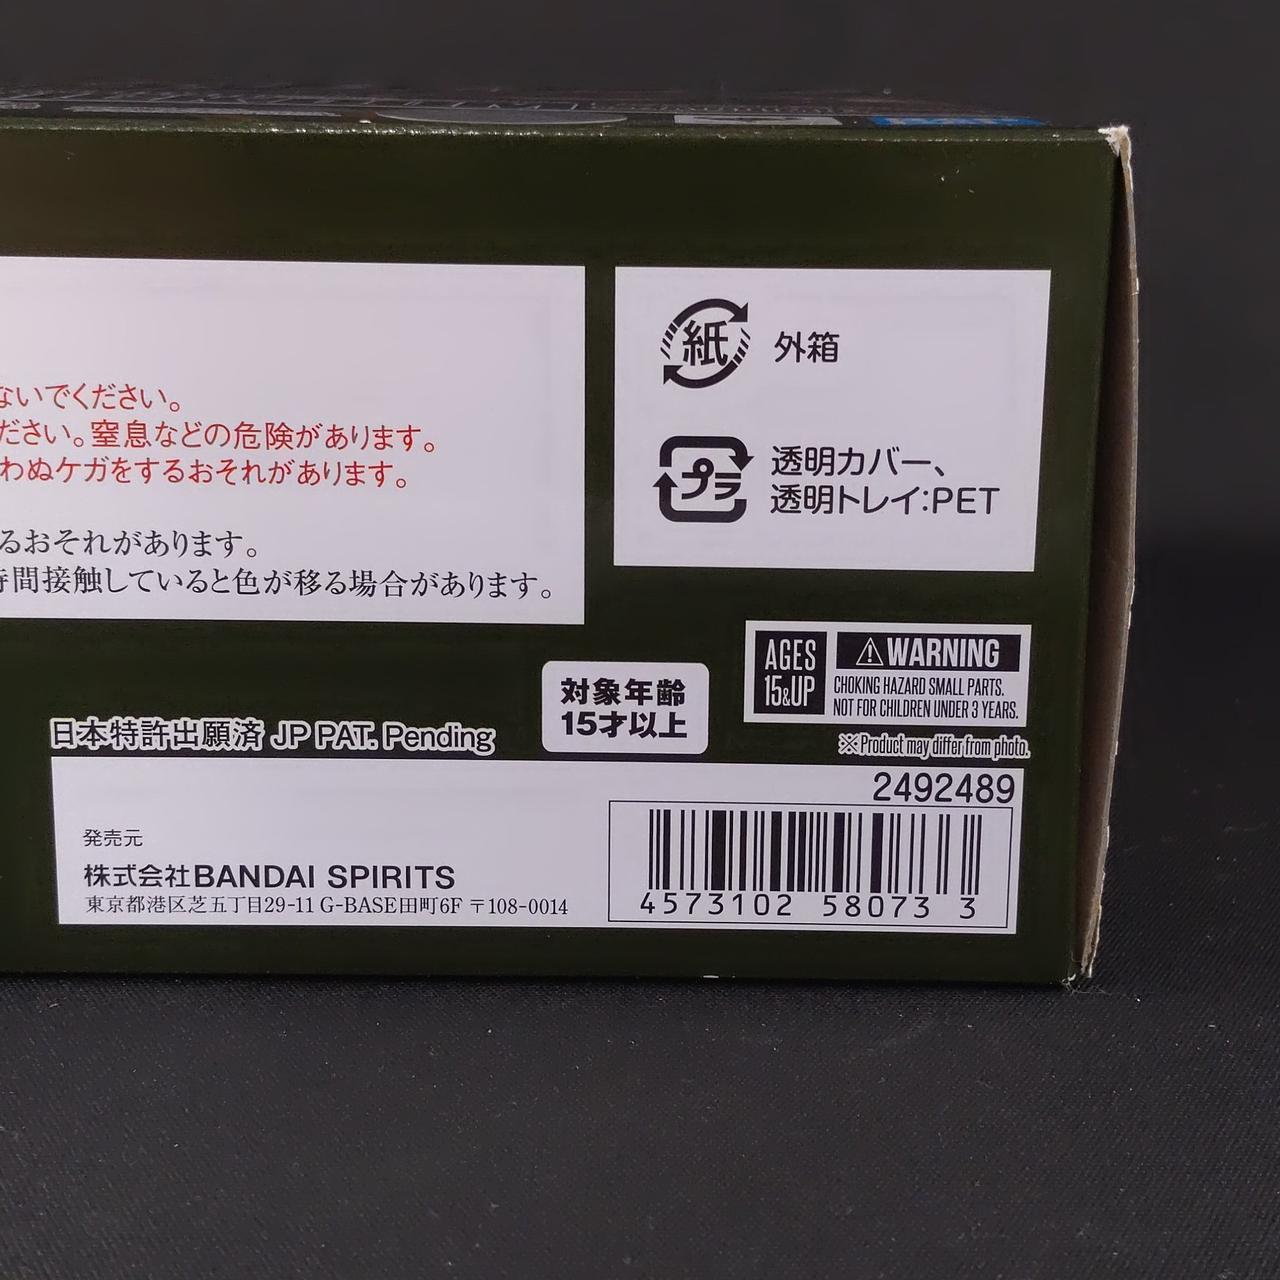 ないでください。
ださい。窒息などの危険があります。
わぬケガをするおそれがあります。
るおそれがあります。
時間接触していると色が移る場合があります。
紙 外箱
プラ 透明カバー、
透明トレイ:PET
AGES
15&UP
⚠WARNING
CHOKING HAZARD SMALL PARTS.
NOT FOR CHILDREN UNDER 3 YEARS.
対象年齢
15才以上
日本特許出願済 JP PAT. Pending
※Product may differ from photo.
2492489
発売元
株式会社BANDAI SPIRITS
東京都港区芝五丁目29-11 G-BASE田町6F 〒108-0014
4573102 58073 3